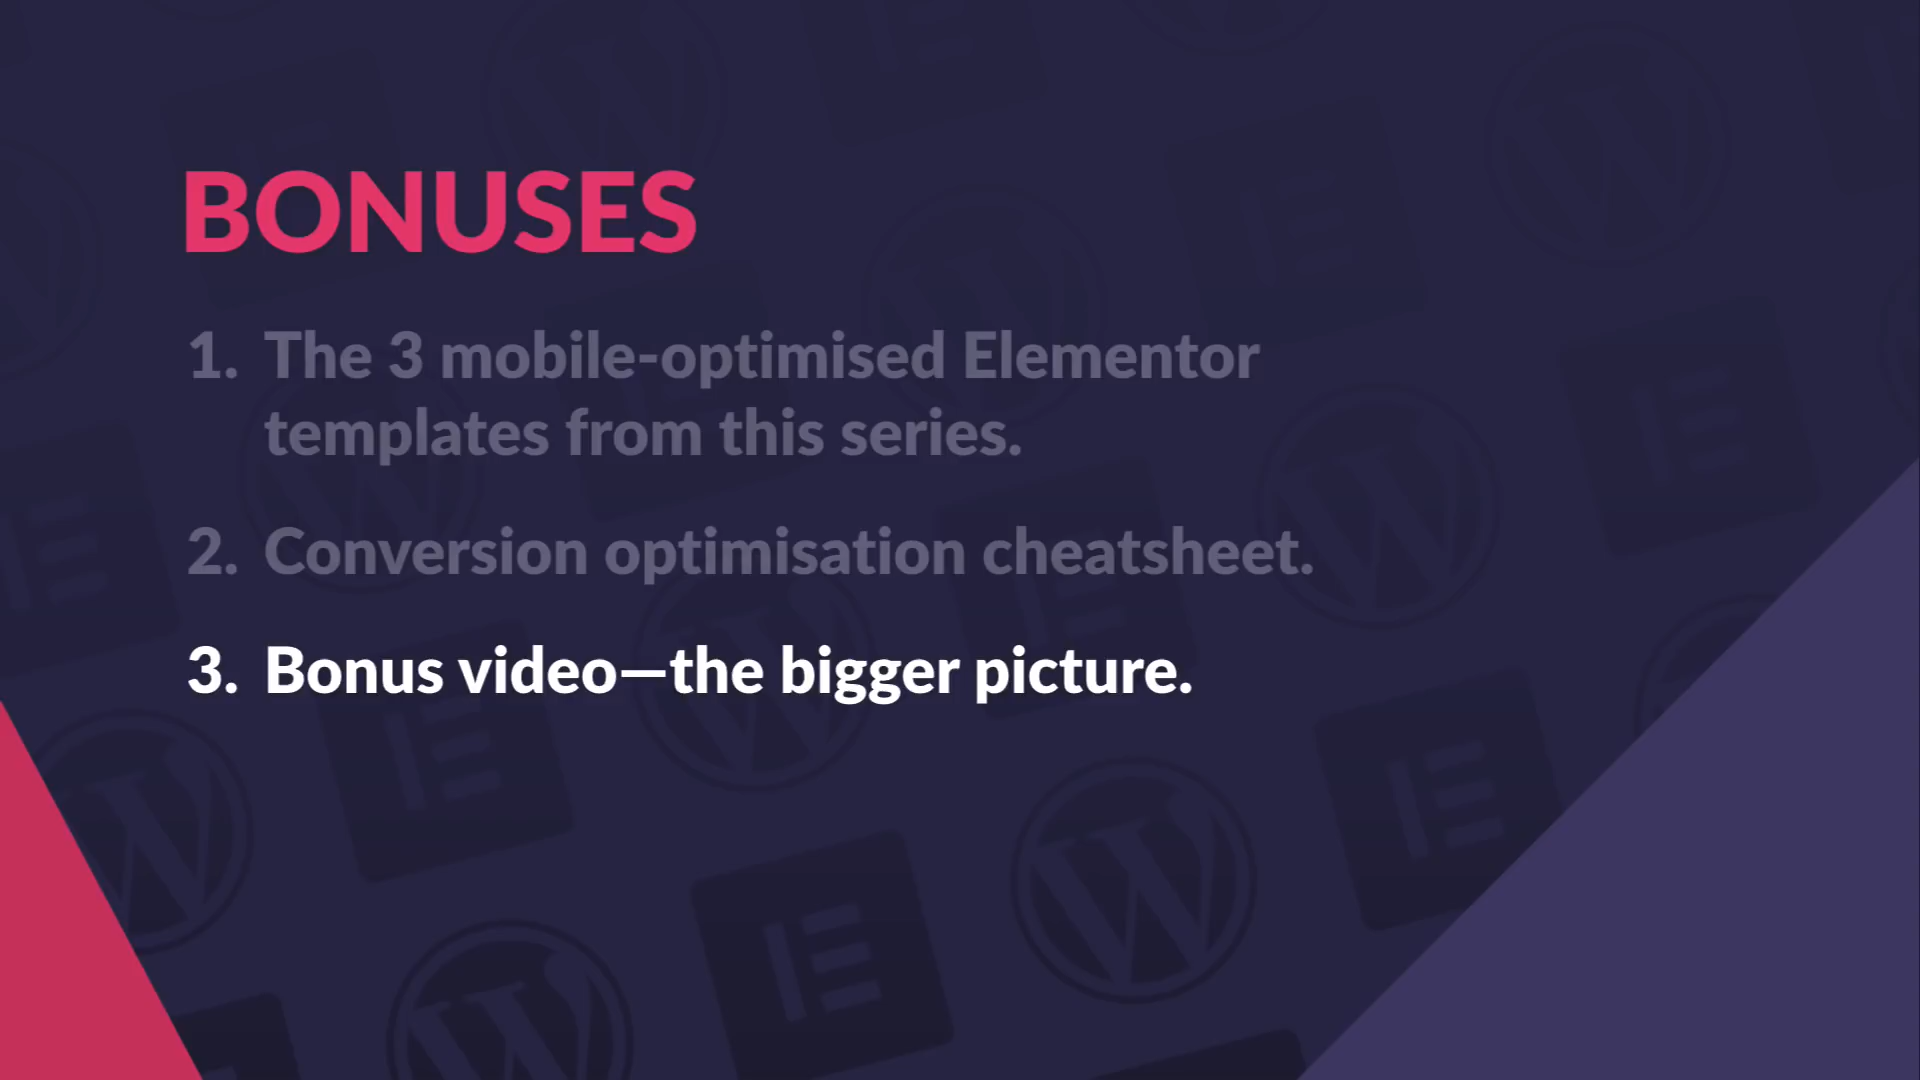 BONUSES
1. The 3 mobile-optimised Elementor
templates from this series.
2. Conversion optimisation cheatsheet.
3. Bonus video—the bigger picture.